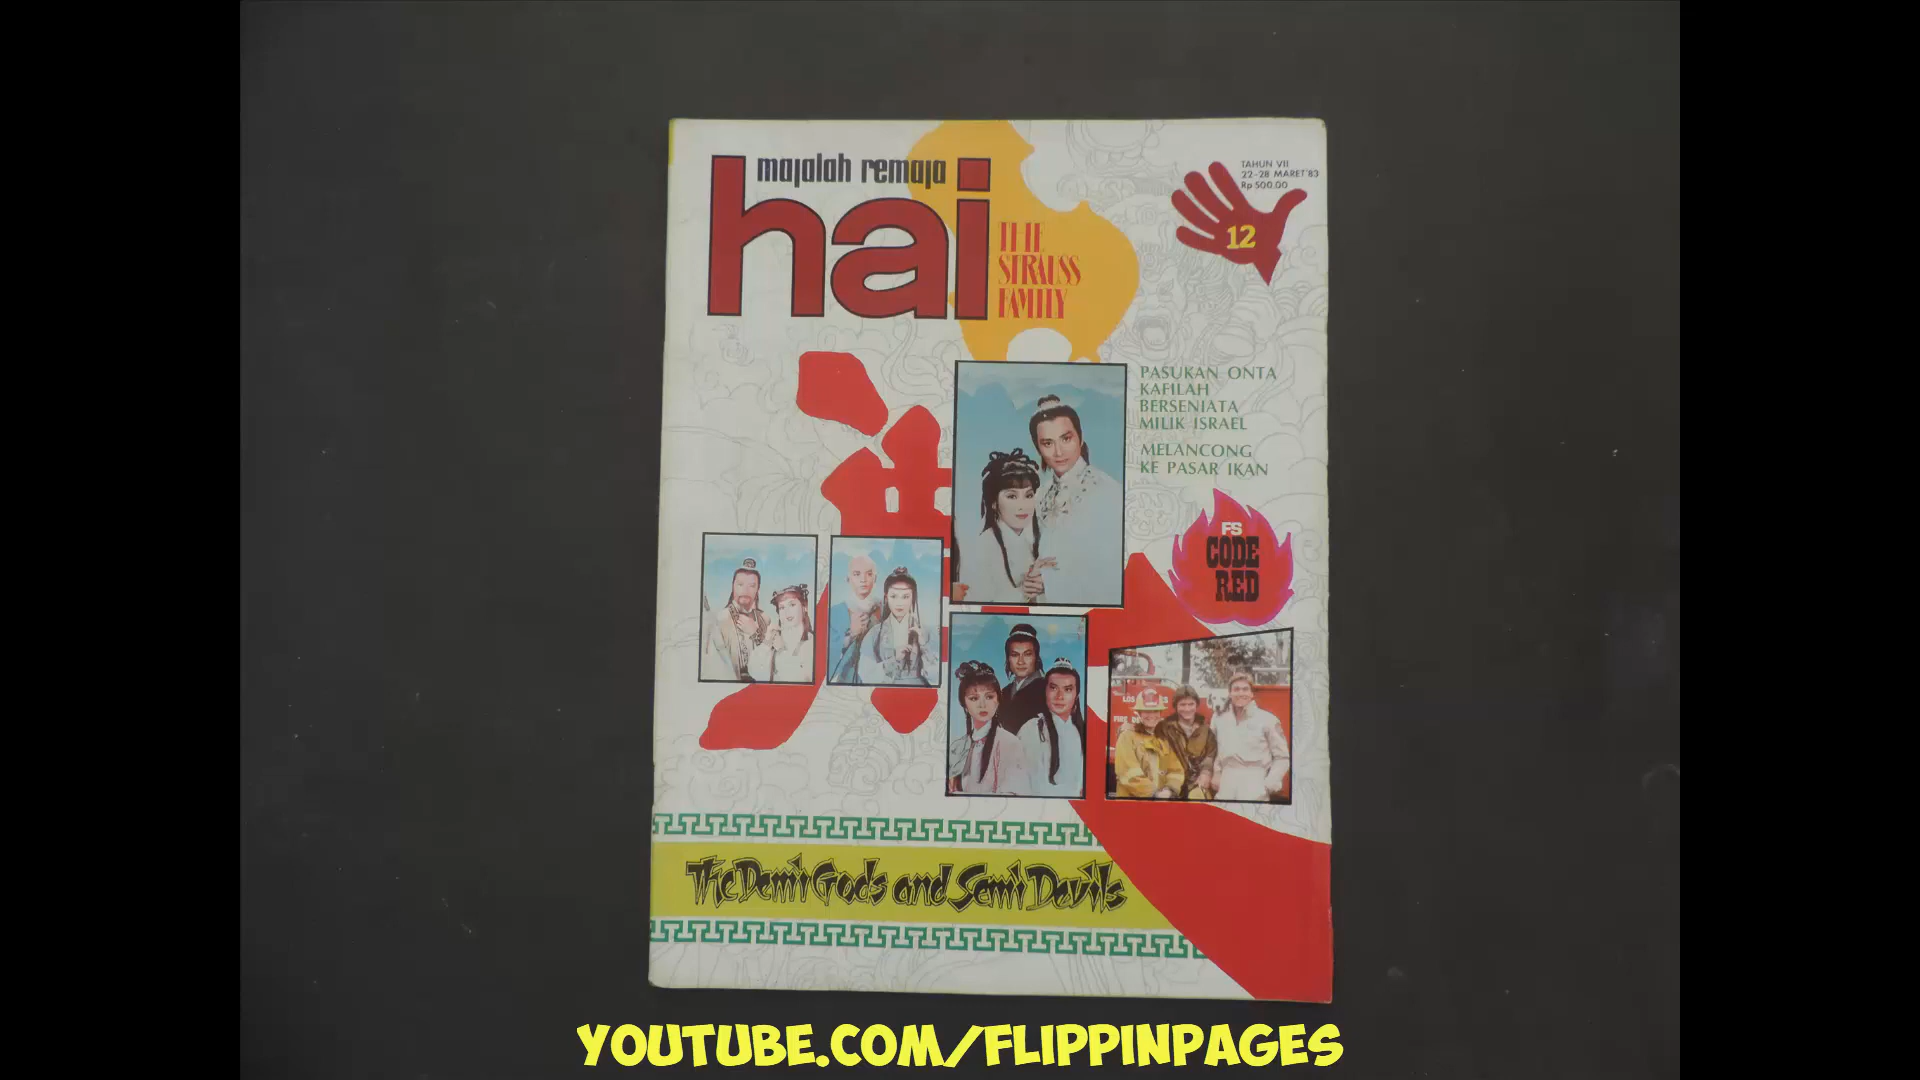 majalah remaja
hai
THE
STRAUSS
FAMILY
TAHUN VII
22-28 MARET '83
Rp 500.00
12
PASUKAN ONTA
KAFILAH
BERSENJATA
MILIK ISRAEL
MELANCONG
KE PASAR IKAN
FS
CODE
RED
The Demi Gods and Semi Devils
YOUTUBE.COM/FLIPPINPAGES